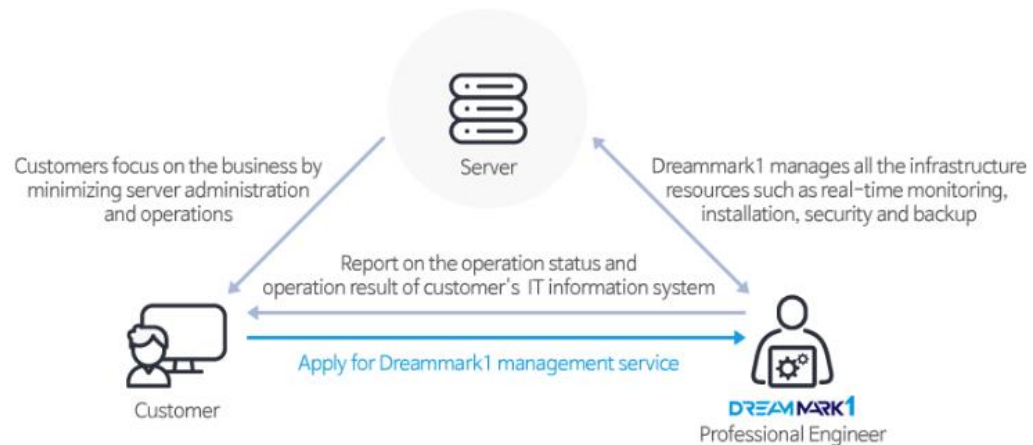 Server
Customers focus on the business by
minimizing server administration
and operations
Dreammark1 manages all the infrastructure
resources such as real-time monitoring,
installation, security and backup
Report on the operation status and
operation result of customer's IT information system
Apply for Dreammark1 management service
Customer
DREAMMARK1
Professional Engineer